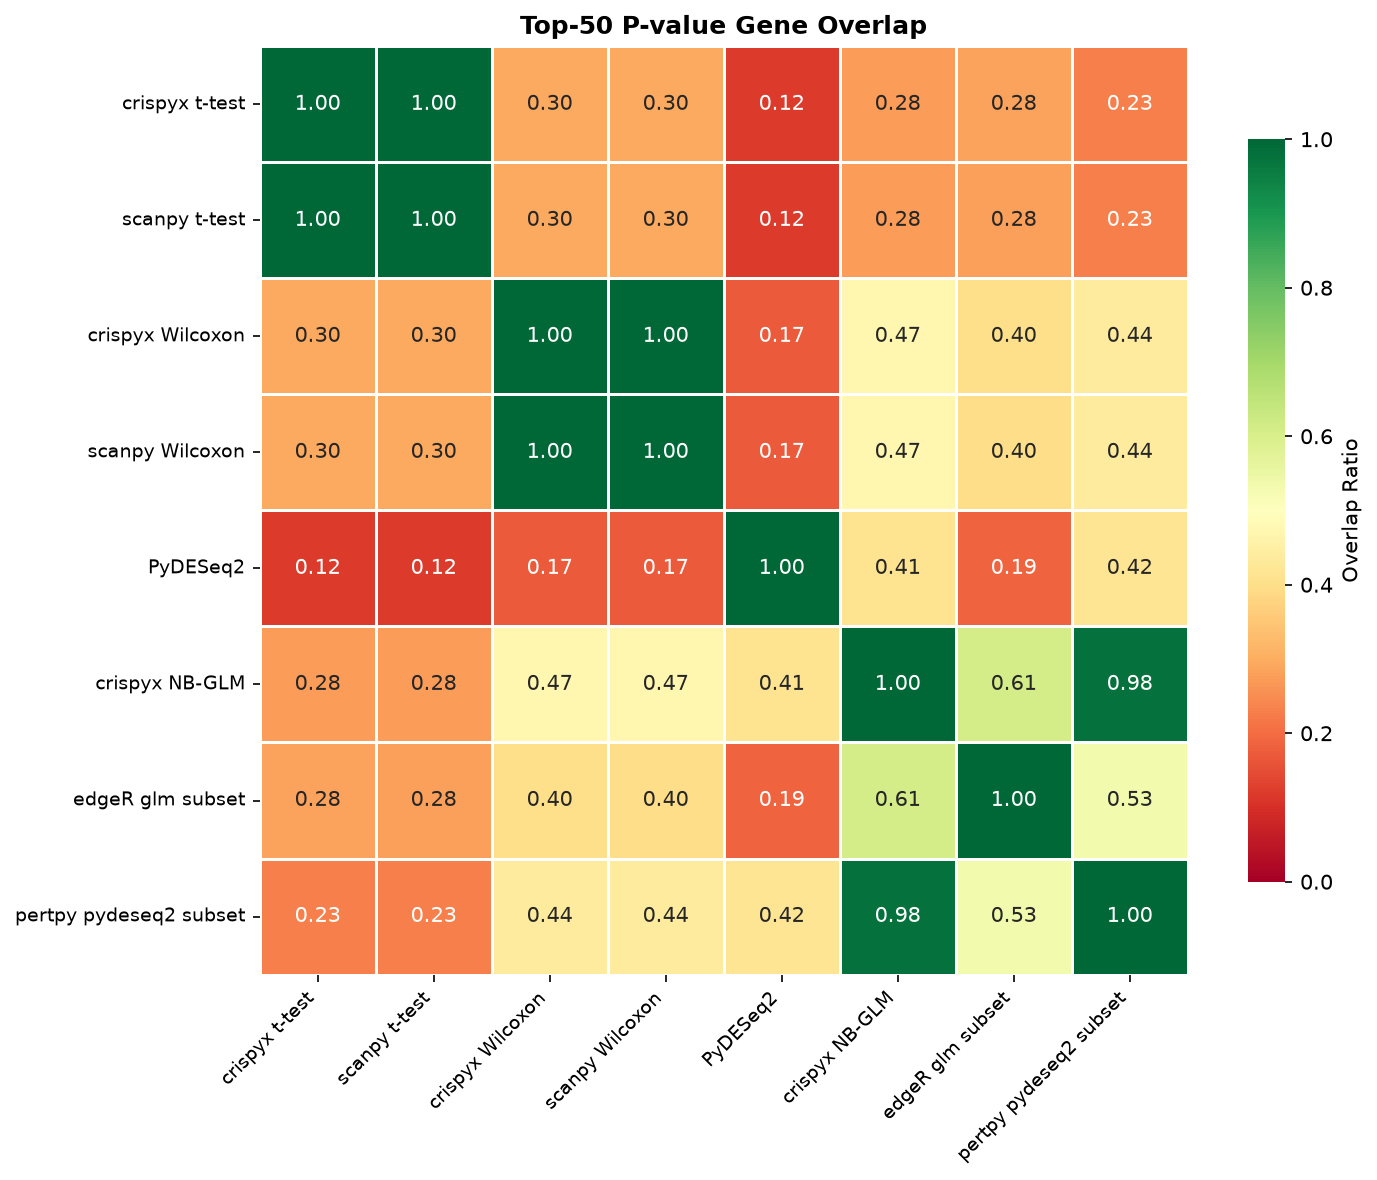 Top-50 P-value Gene Overlap
crispyx t-test 1.00 1.00 0.30 0.30 0.12 0.28 0.28 0.23
scanpy t-test 1.00 1.00 0.30 0.30 0.12 0.28 0.28 0.23
crispyx Wilcoxon 0.30 0.30 1.00 1.00 0.17 0.47 0.40 0.44
scanpy Wilcoxon 0.30 0.30 1.00 1.00 0.17 0.47 0.40 0.44
PyDESeq2 0.12 0.12 0.17 0.17 1.00 0.41 0.19 0.42
crispyx NB-GLM 0.28 0.28 0.47 0.47 0.41 1.00 0.61 0.98
edgeR glm subset 0.28 0.28 0.40 0.40 0.19 0.61 1.00 0.53
pertpy pydeseq2 subset 0.23 0.23 0.44 0.44 0.42 0.98 0.53 1.00
crispyx t-test
scanpy t-test
crispyx Wilcoxon
scanpy Wilcoxon
PyDESeq2
crispyx NB-GLM
edgeR glm subset
pertpy pydeseq2 subset
1.0
0.8
0.6
0.4
0.2
0.0
Overlap Ratio